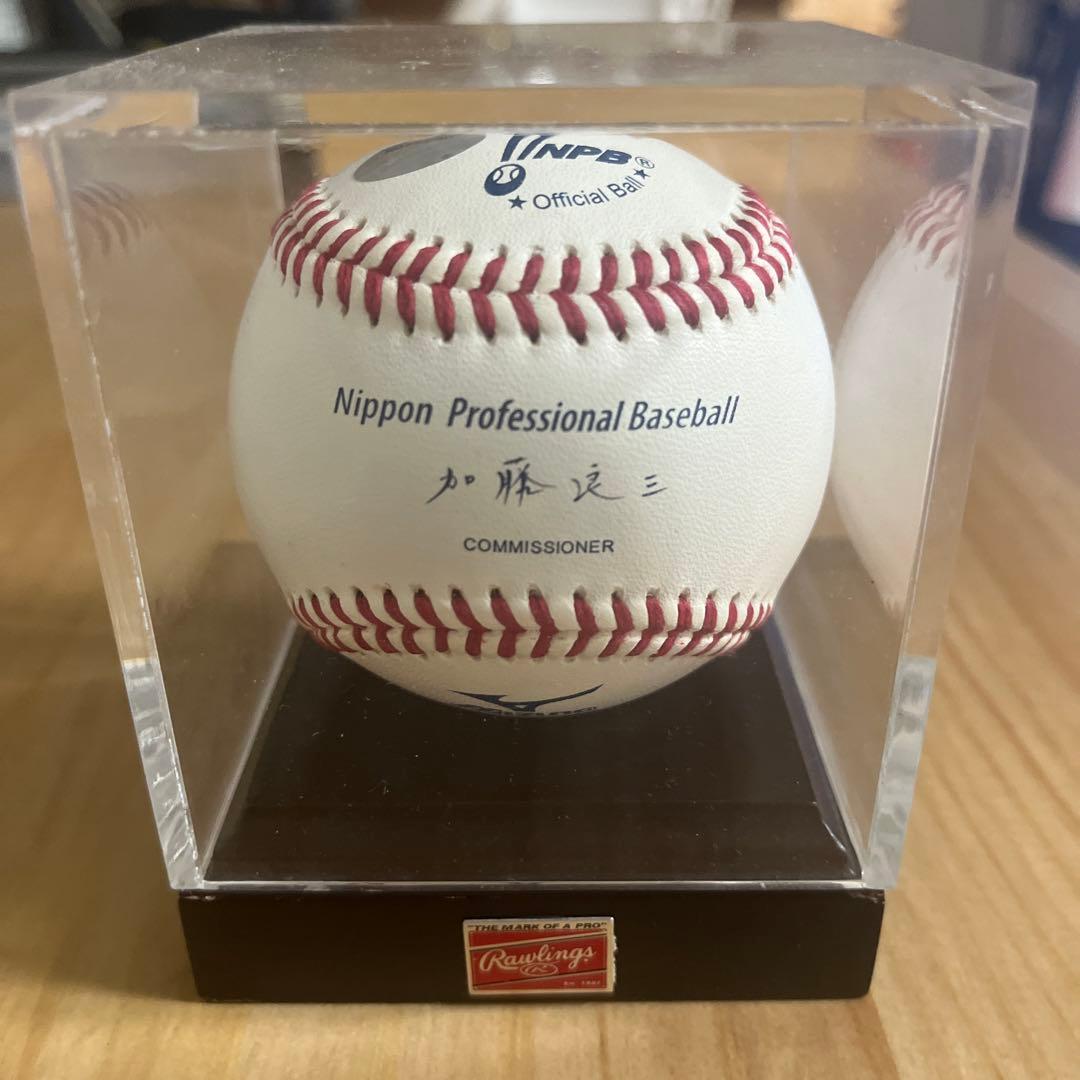 NPB®
★ Official Ball ★
Nippon Professional Baseball
加藤良三
COMMISSIONER
"THE MARK OF A PRO"
Rawlings
R